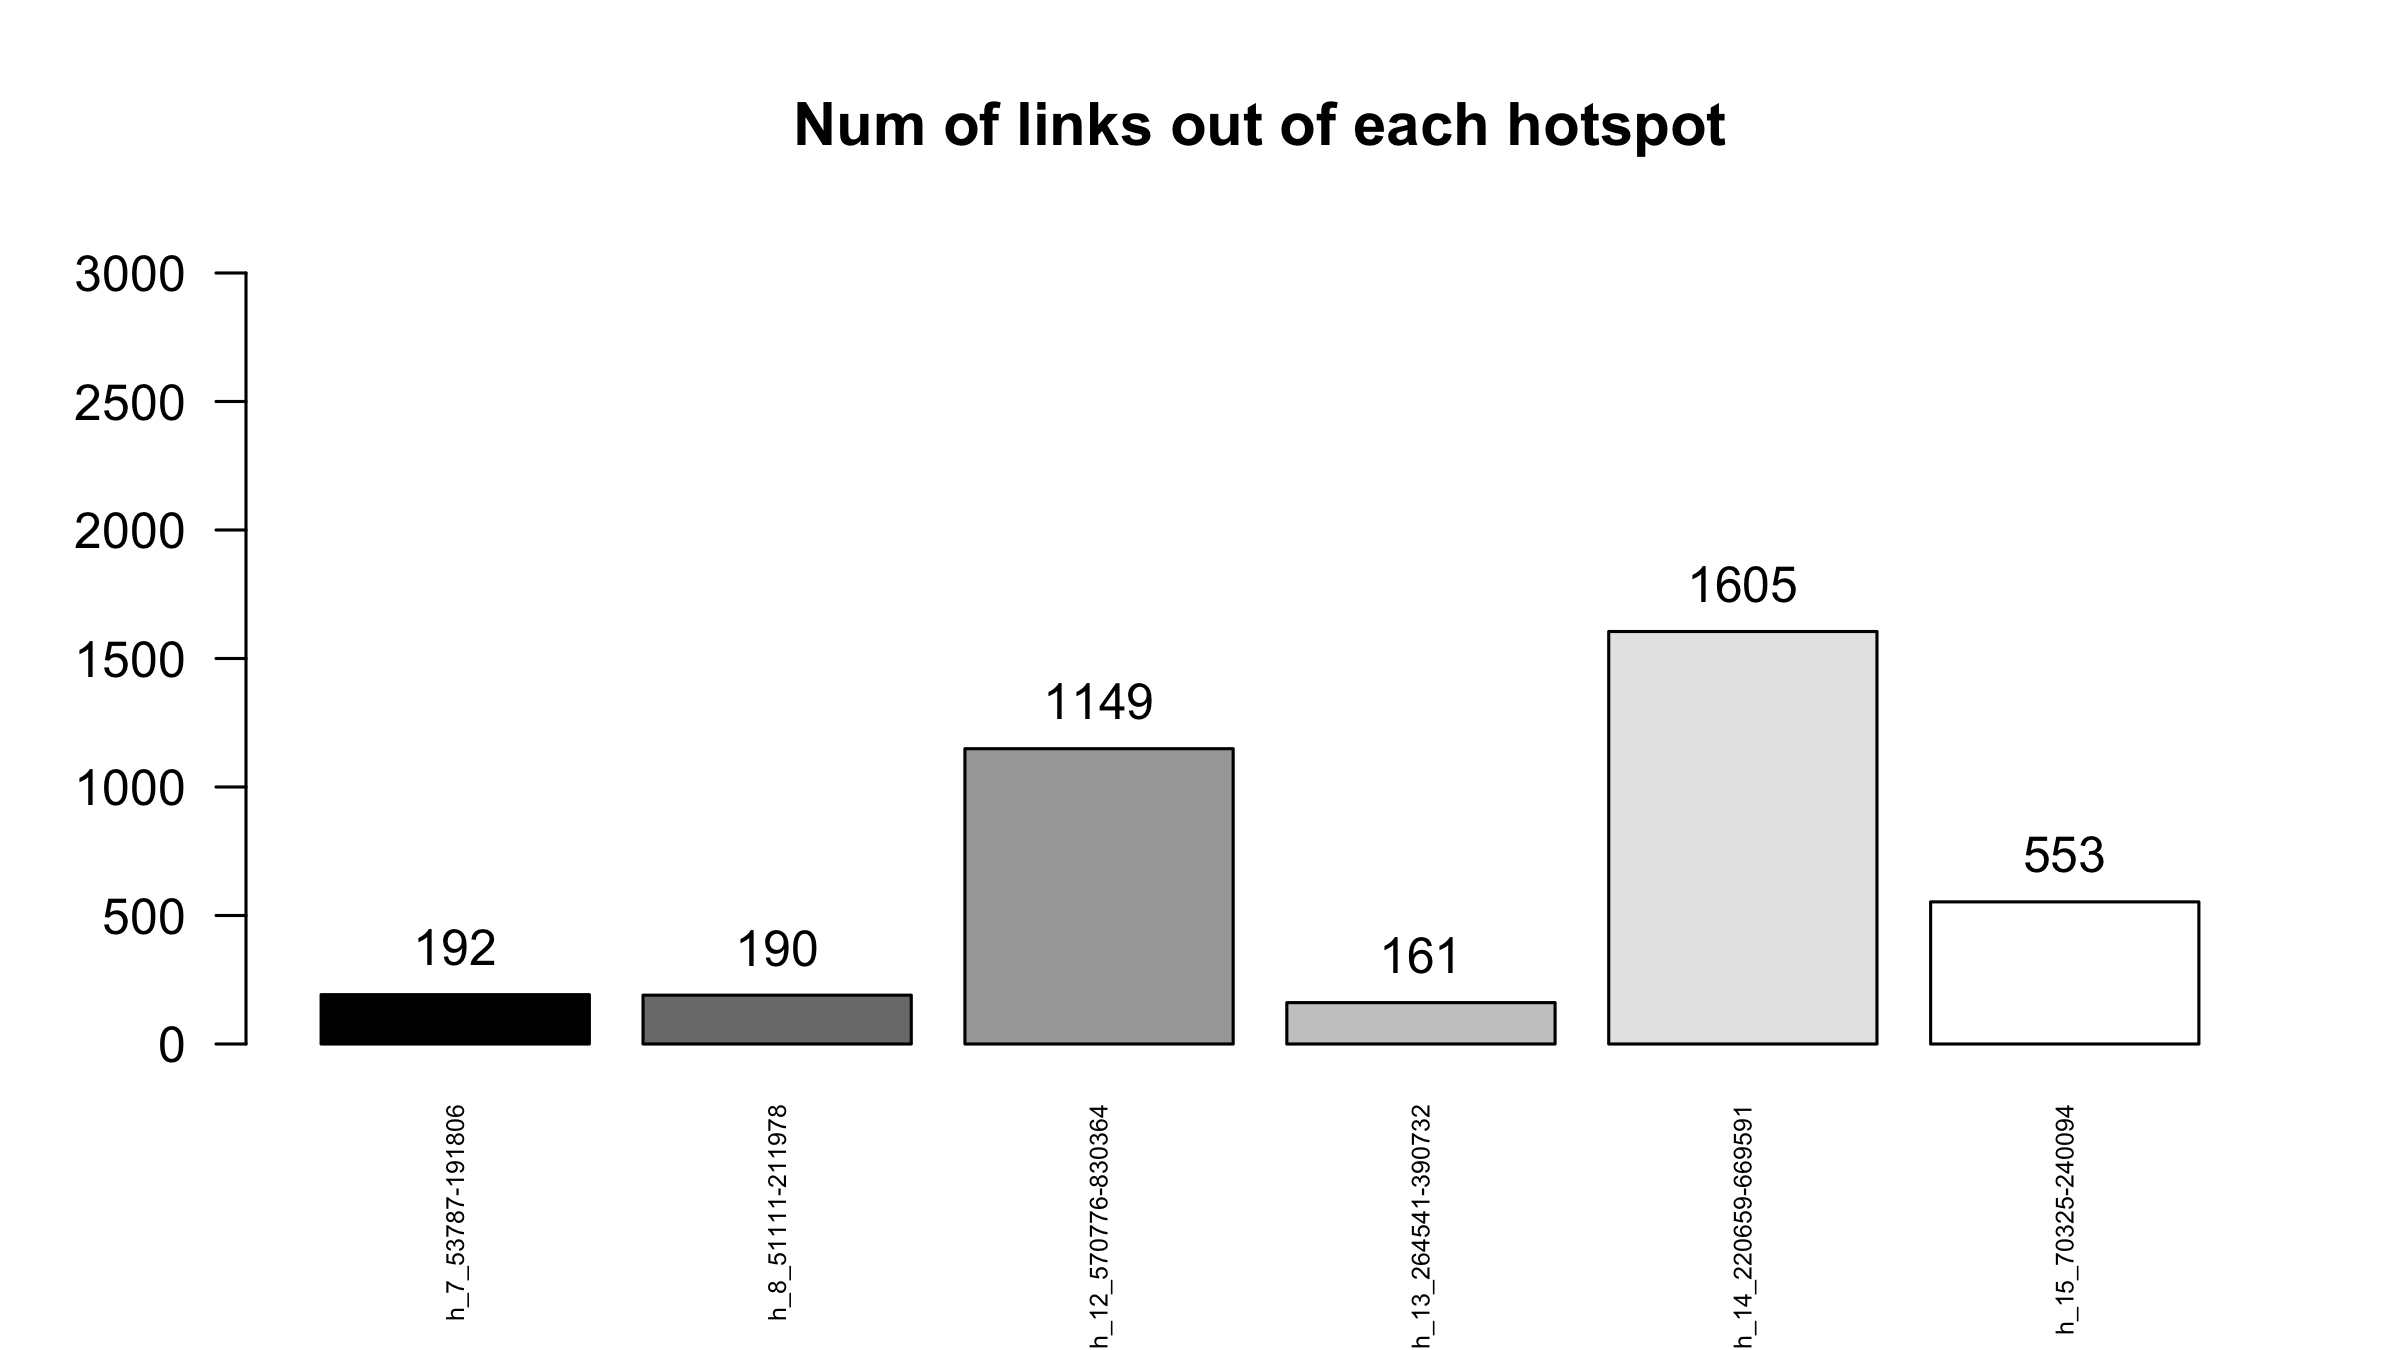 Num of links out of each hotspot
3000
2500
2000
1500
1000
500
0
192
190
1149
161
1605
553
h_7_53787-191806
h_8_51111-211978
h_12_570776-830364
h_13_264541-390732
h_14_220659-669591
h_15_70325-240094